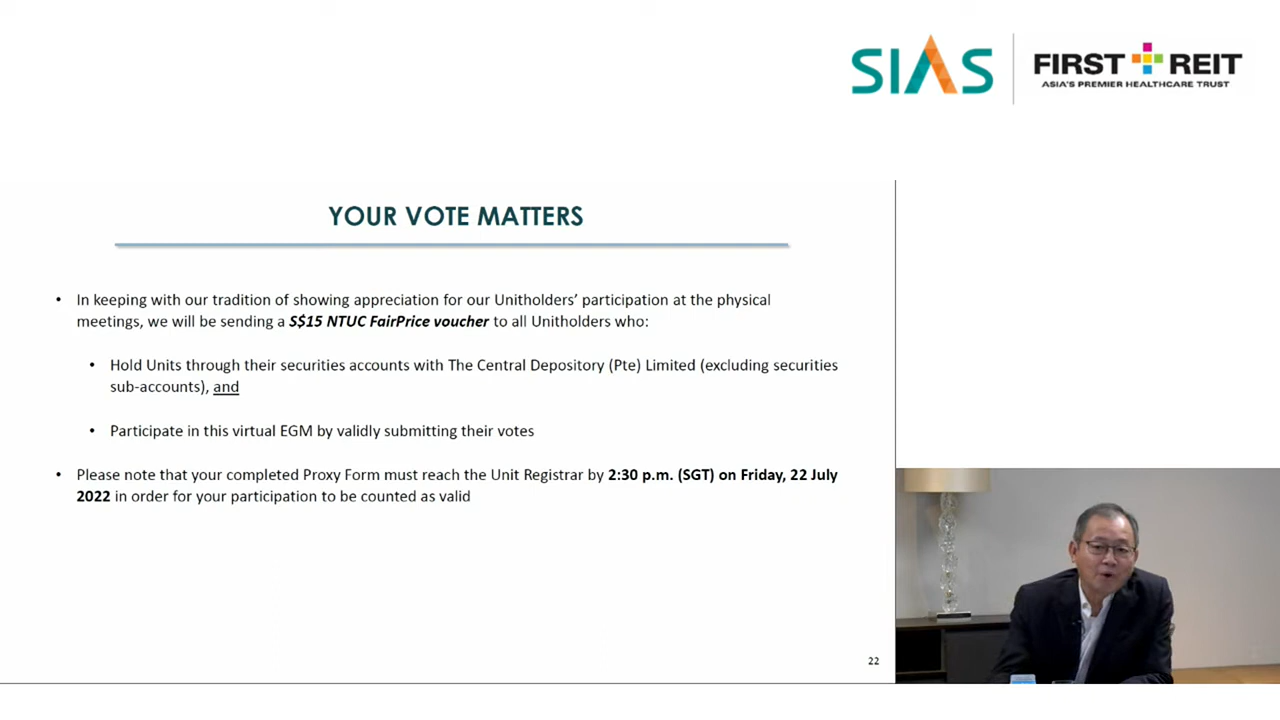 SIAS
FIRST REIT
ASIA'S PREMIER HEALTHCARE TRUST
YOUR VOTE MATTERS
• In keeping with our tradition of showing appreciation for our Unitholders’ participation at the physical
meetings, we will be sending a S$15 NTUC FairPrice voucher to all Unitholders who:
• Hold Units through their securities accounts with The Central Depository (Pte) Limited (excluding securities
sub-accounts), and
• Participate in this virtual EGM by validly submitting their votes
• Please note that your completed Proxy Form must reach the Unit Registrar by 2:30 p.m. (SGT) on Friday, 22 July
2022 in order for your participation to be counted as valid
22